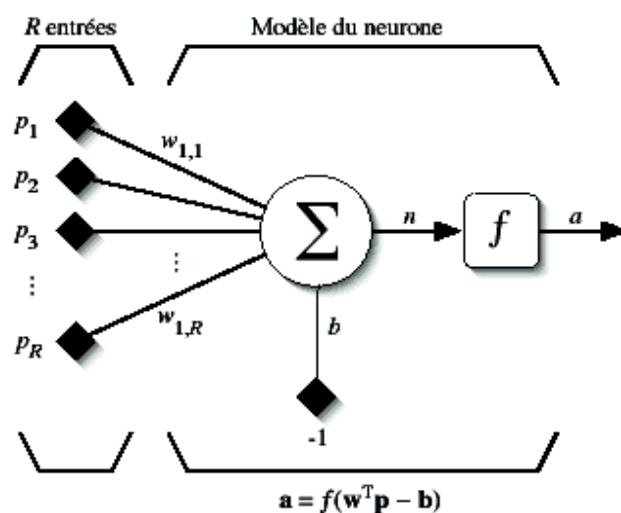 R entrées
Modèle du neurone
p1
w1,1
p2
p3
n
f
a
Σ
⋮
⋮
w1,R
b
pR
-1
a = f(wᵀp − b)